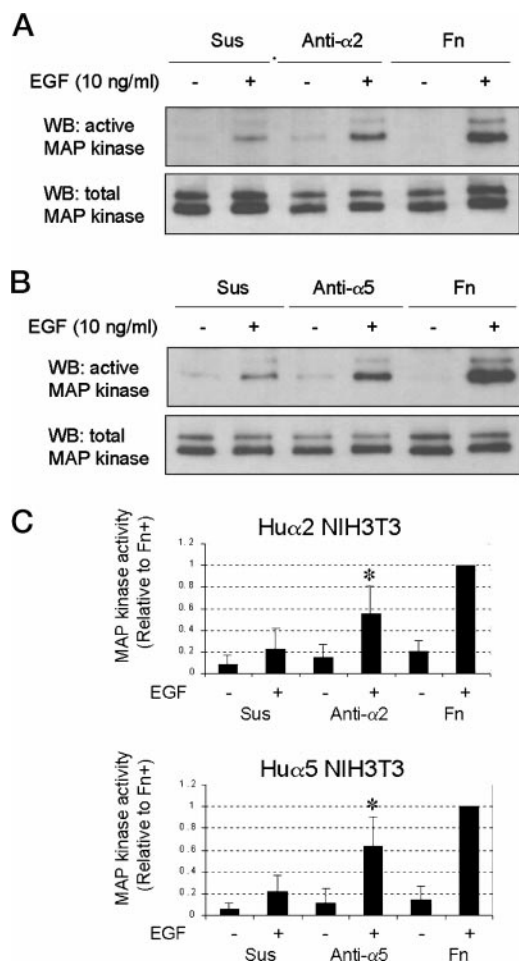 A
Sus Anti-α2 Fn
EGF (10 ng/ml) - + - + - +
WB: active
MAP kinase
WB: total
MAP kinase
B
Sus Anti-α5 Fn
EGF (10 ng/ml) - + - + - +
WB: active
MAP kinase
WB: total
MAP kinase
C
Huα2 NIH3T3
MAP kinase activity
(Relative to Fn+)
1.2
1
0.8
0.6
0.4
0.2
0
*
EGF - + - + - +
Sus Anti-α2 Fn
Huα5 NIH3T3
MAP kinase activity
(Relative to Fn+)
1.2
1
0.8
0.6
0.4
0.2
0
*
EGF - + - + - +
Sus Anti-α5 Fn